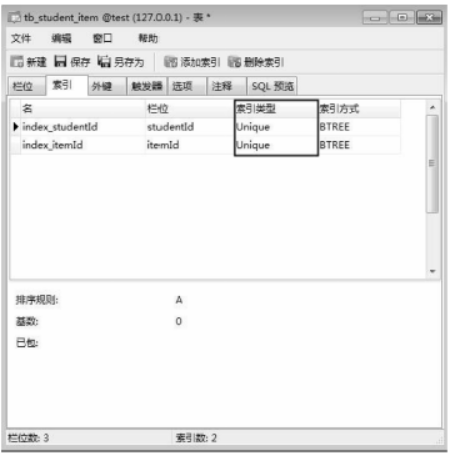 tb_student_item @test (127.0.0.1) - 表 *
文件 编辑 窗口 帮助
新建 保存 另存为 添加索引 删除索引
栏位 索引 外键 触发器 选项 注释 SQL 预览
名 栏位 索引类型 索引方式
index_studentId studentId Unique BTREE
index_itemId itemId Unique BTREE
排序规则: A
基数: 0
已包:
栏位数: 3 索引数: 2